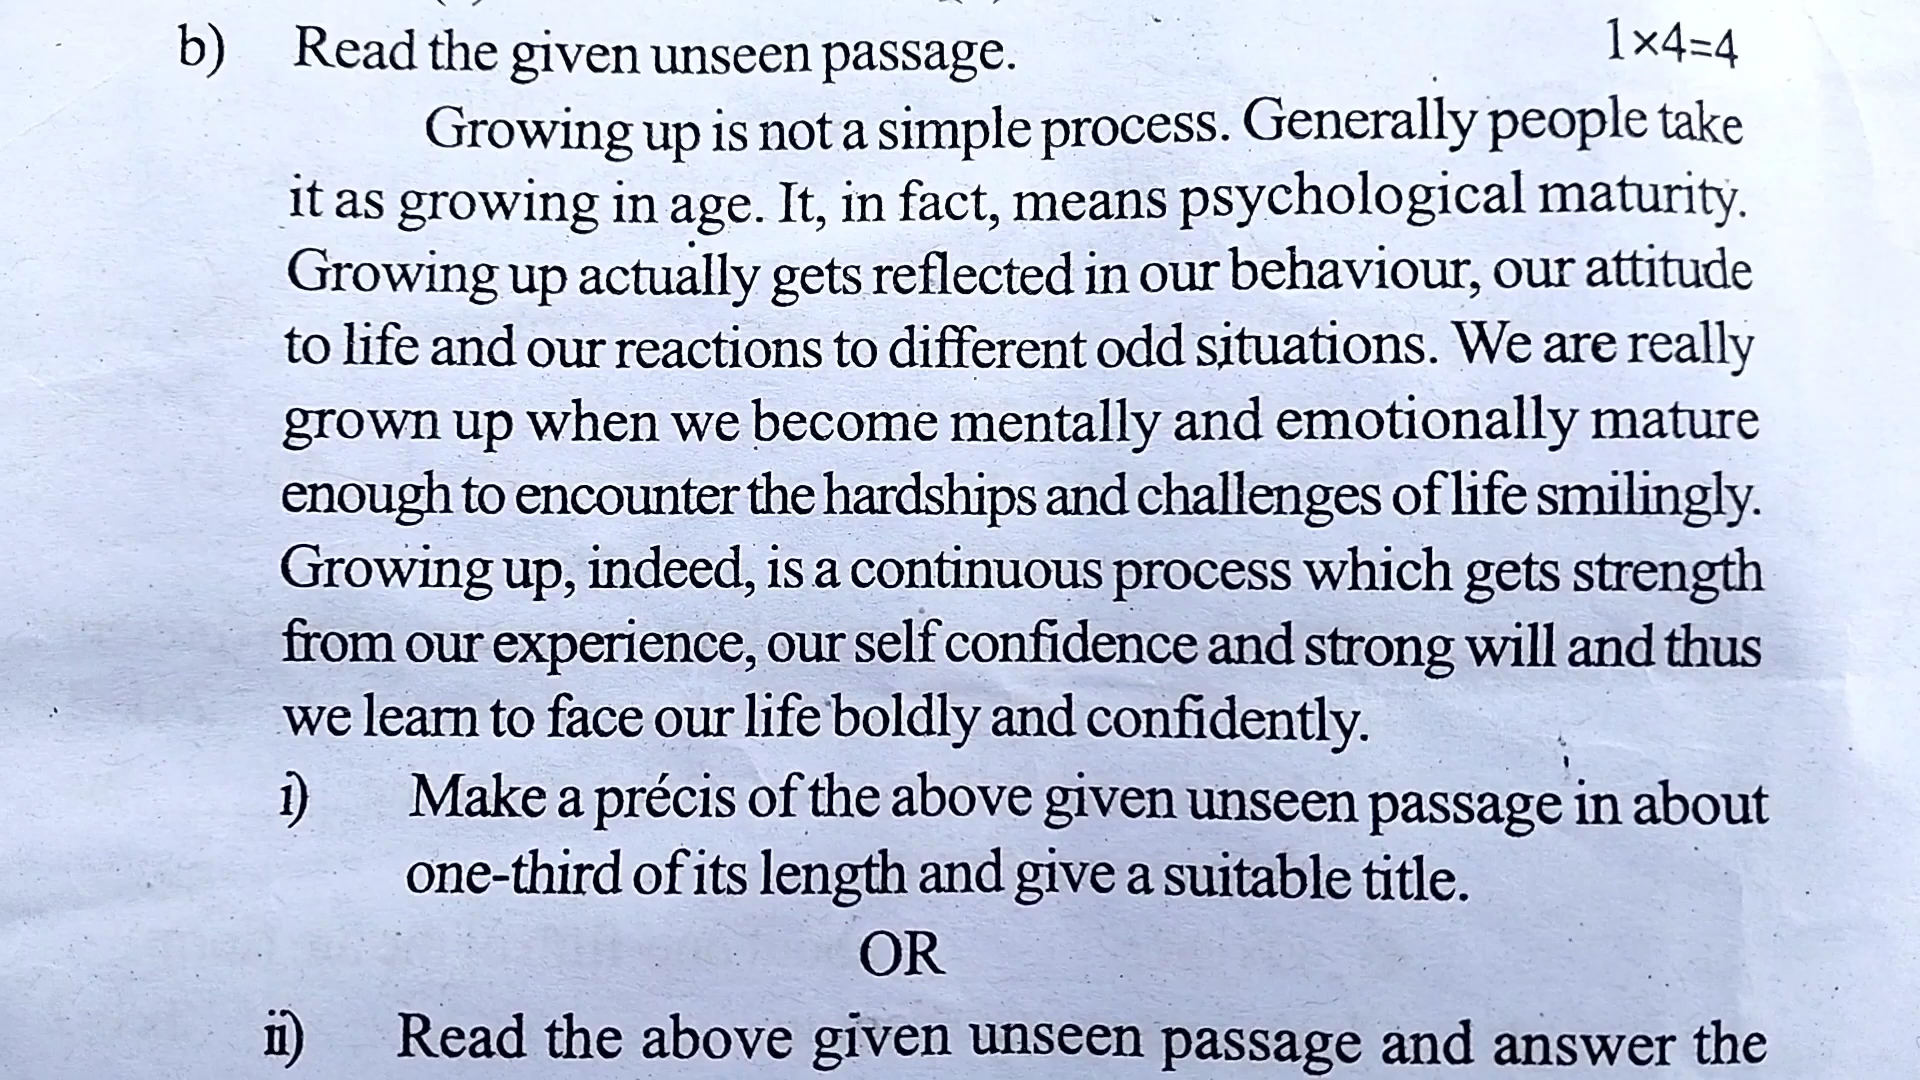 b) Read the given unseen passage. 1×4=4
Growing up is not a simple process. Generally people take
it as growing in age. It, in fact, means psychological maturity.
Growing up actually gets reflected in our behaviour, our attitude
to life and our reactions to different odd situations. We are really
grown up when we become mentally and emotionally mature
enough to encounter the hardships and challenges of life smilingly.
Growing up, indeed, is a continuous process which gets strength
from our experience, our self confidence and strong will and thus
we learn to face our life boldly and confidently.
i) Make a précis of the above given unseen passage in about
one-third of its length and give a suitable title.
OR
ii) Read the above given unseen passage and answer the